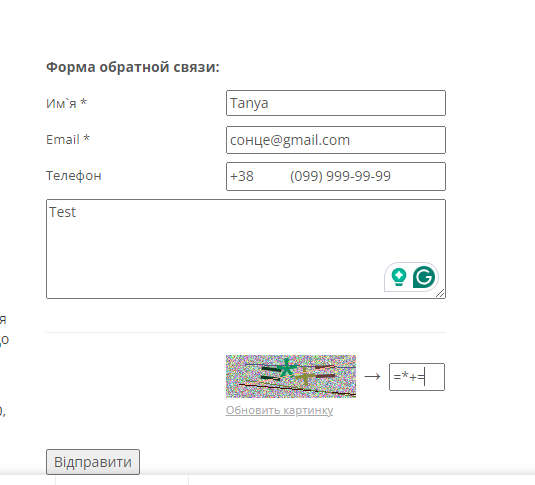 Форма обратной связи:
Им`я * Tanya
Email * сонце@gmail.com
Телефон +38 (099) 999-99-99
Test
я
о
),
=*+= → =*+=
Обновить картинку
Відправити